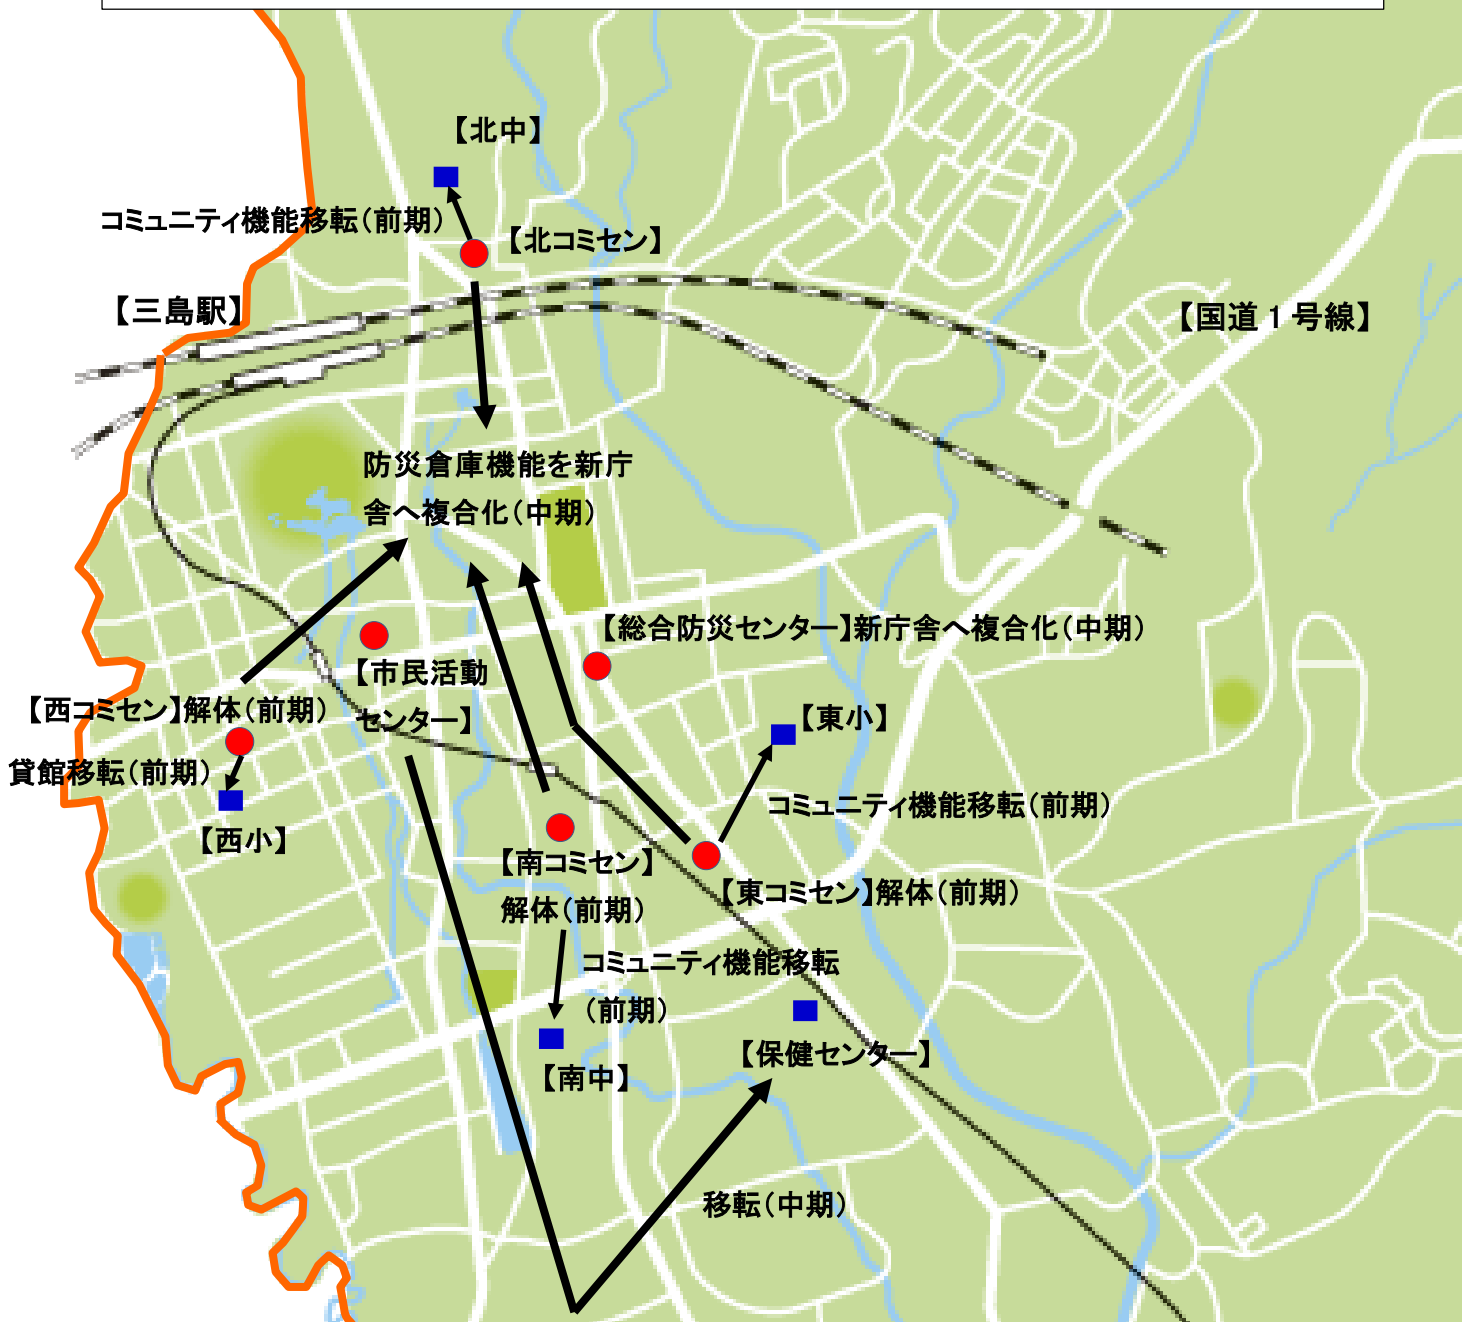 【北中】
コミュニティ機能移転（前期）
【北コミセン】
【三島駅】
【国道１号線】
防災倉庫機能を新庁
舎へ複合化（中期）
【総合防災センター】新庁舎へ複合化（中期）
【市民活動
センター】
【西コミセン】解体（前期）
【東小】
貸館移転（前期）
コミュニティ機能移転（前期）
【西小】
【南コミセン】
解体（前期）
【東コミセン】解体（前期）
コミュニティ機能移転
（前期）
【保健センター】
【南中】
移転（中期）